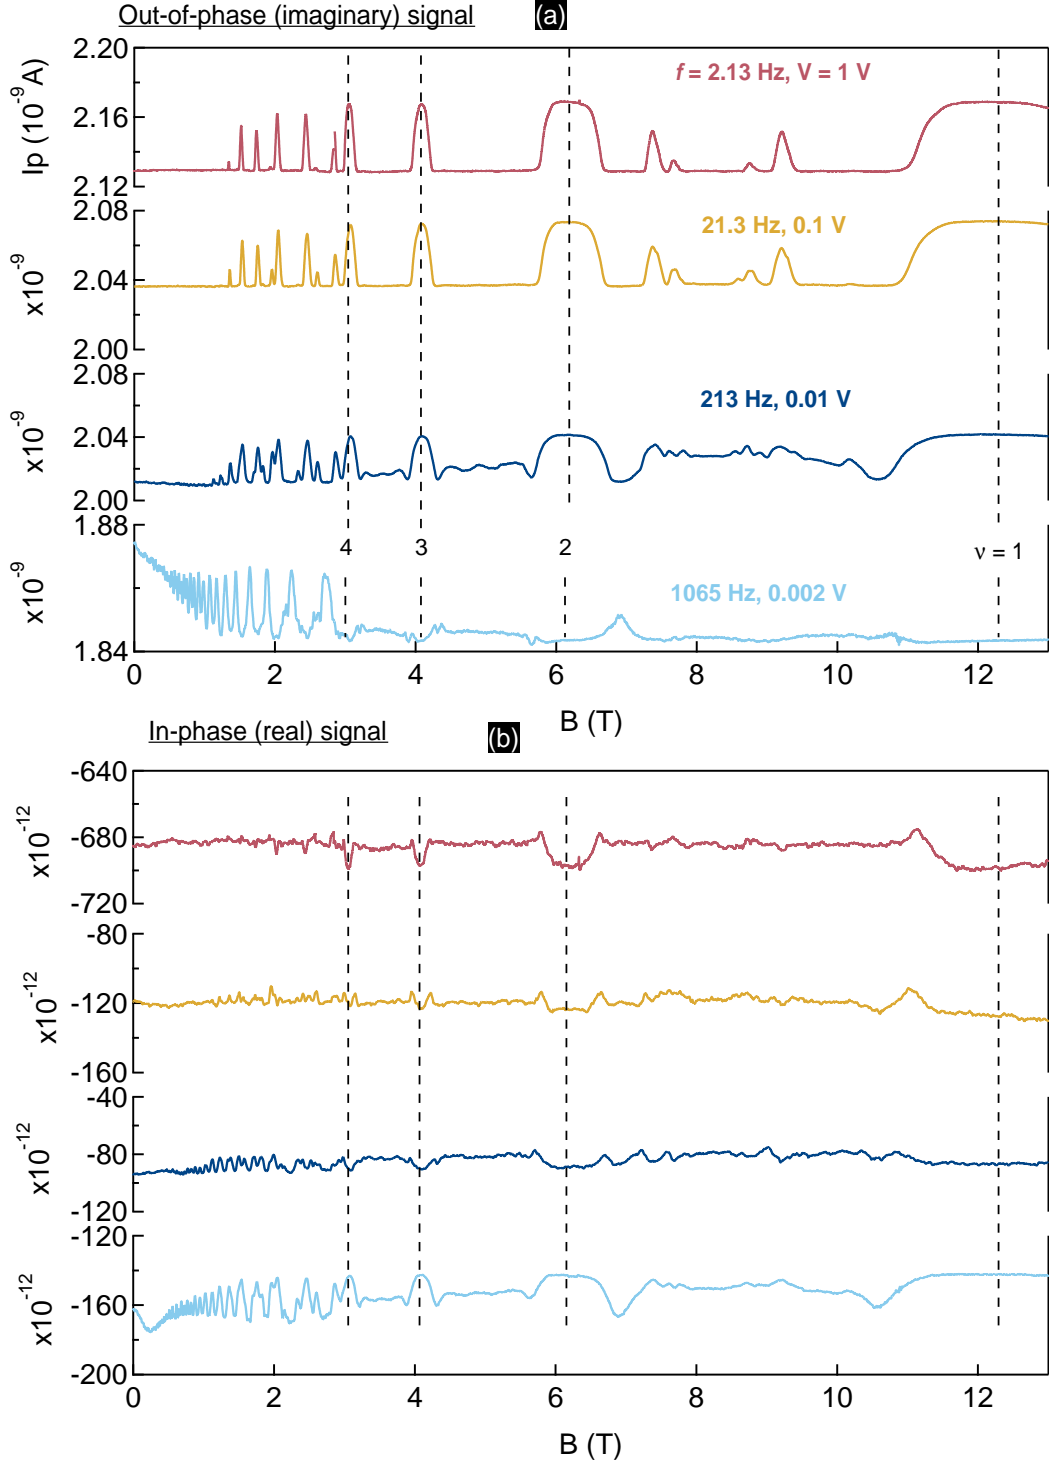 Out-of-phase (imaginary) signal (a)
2.20
Ip (10⁻⁹ A)
f = 2.13 Hz, V = 1 V
2.16
2.12
2.08
21.3 Hz, 0.1 V
x10⁻⁹
2.04
2.00
2.08
213 Hz, 0.01 V
x10⁻⁹
2.04
2.00
1.88
x10⁻⁹
4 3 2 ν = 1
1065 Hz, 0.002 V
1.84
0 2 4 6 8 10 12
B (T)
In-phase (real) signal (b)
-640
x10⁻¹²
-680
-720
-80
x10⁻¹²
-120
-160
-40
x10⁻¹²
-80
-120
-120
x10⁻¹²
-160
-200
0 2 4 6 8 10 12
B (T)